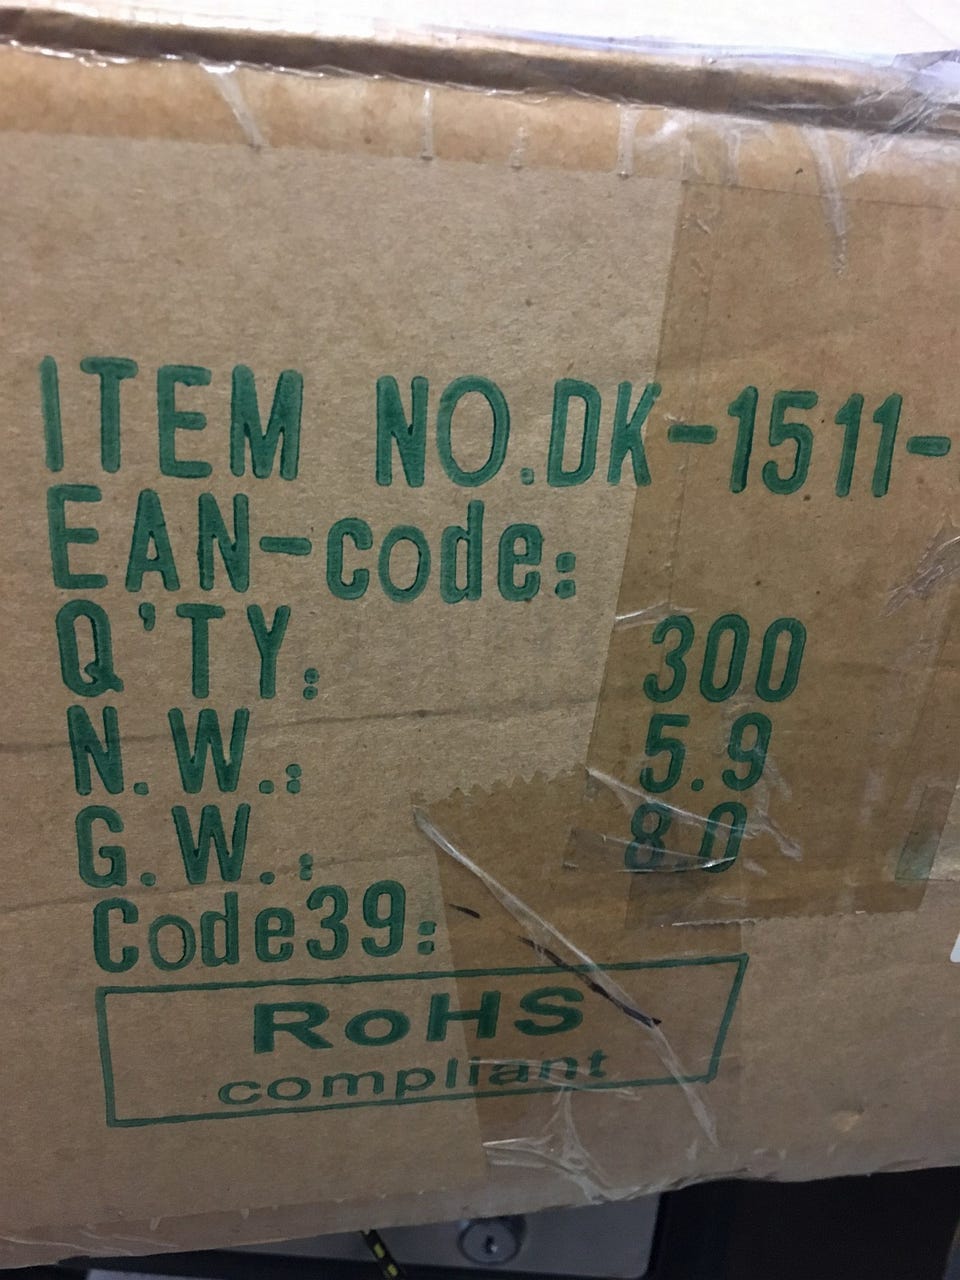 ITEM NO.DK-1511-
EAN-code:
Q'TY: 300
N.W.: 5.9
G.W.: 8.0
Code39:
RoHS
compliant